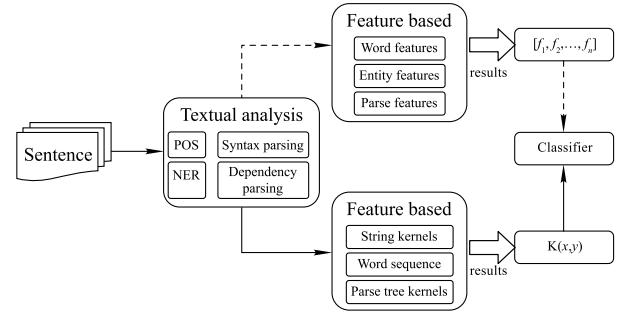 Sentence
Textual analysis
POS
Syntax parsing
NER
Dependency
parsing
Feature based
Word features
Entity features
Parse features
results
[f1, f2,…, fn]
Classifier
Feature based
String kernels
Word sequence
Parse tree kernels
results
K(x,y)